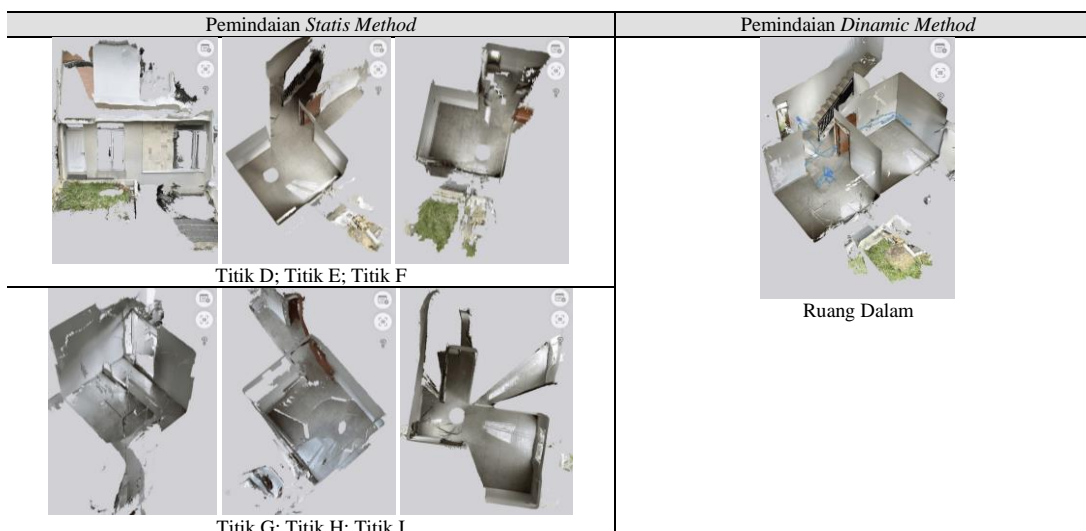 Pemindaian Statis Method
Pemindaian Dinamic Method
Titik D; Titik E; Titik F
Ruang Dalam
Titik G; Titik H; Titik I